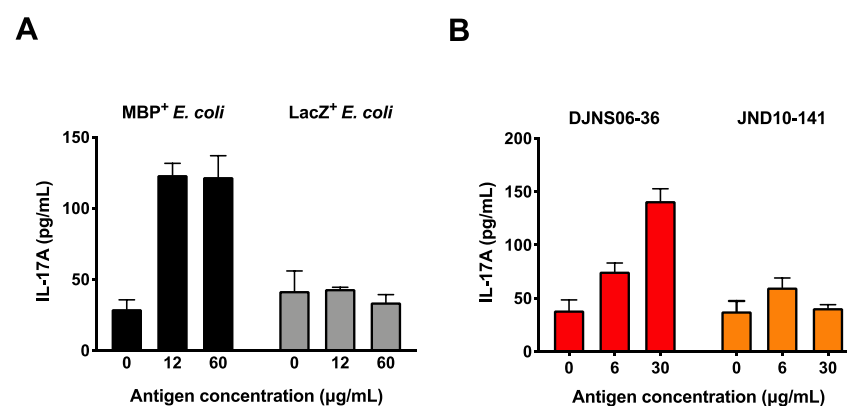 A
MBP⁺ E. coli LacZ⁺ E. coli
IL-17A (pg/mL)
150
100
50
0
0 12 60 0 12 60
Antigen concentration (μg/mL)
B
DJNS06-36 JND10-141
IL-17A (pg/mL)
200
150
100
50
0
0 6 30 0 6 30
Antigen concentration (μg/mL)